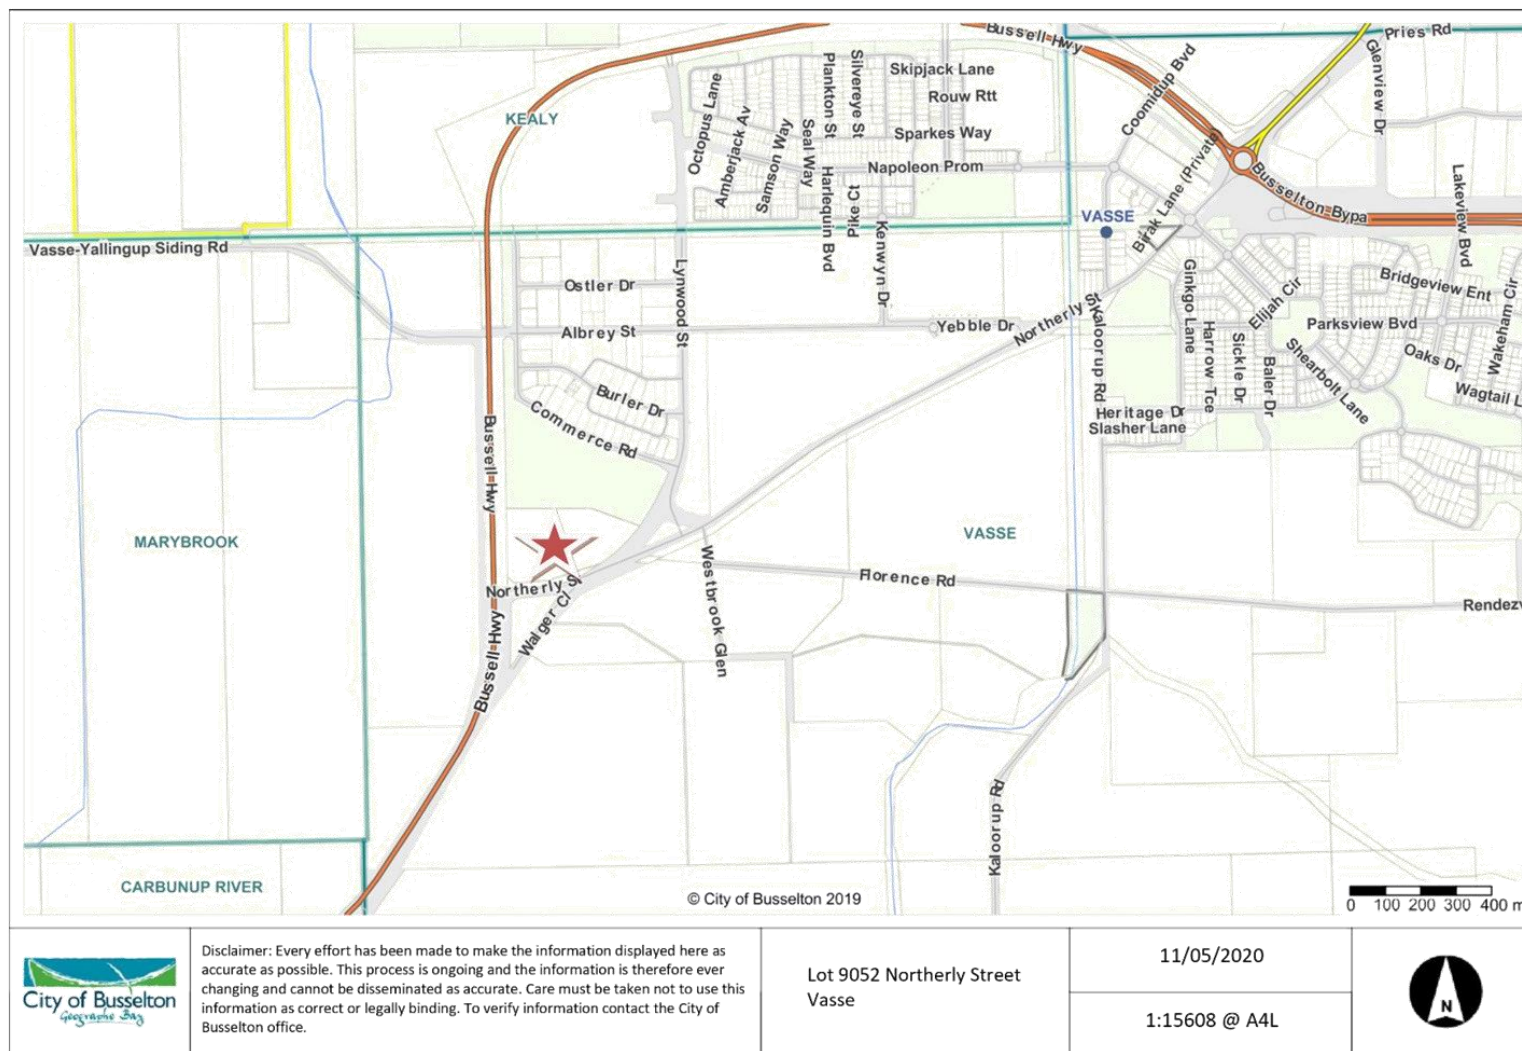 Bussell Hwy
Pries Rd
Glenview Dr
Coomidup Bvd
Silvereye St
Plankton St
Skipjack Lane
Rouw Rtt
Octopus Lane
Amberjack Av
Samson Way
Seal Way
Sparkes Way
KEALY
Napoleon Prom
Harlequin Bvd
Pike Ct
Kenwyn Dr
Birak Lane (Private)
Busselton Bypa
Lakeview Bvd
VASSE
Vasse-Yallingup Siding Rd
Ostler Dr
Lynwood St
Albrey St
Yebble Dr
Northerly St
Kaloorup Rd
Ginkgo Lane
Elijah Cir
Bridgeview Ent
Parksview Bvd
Wakeham Cir
Harrow Tce
Sickle Dr
Baler Dr
Shearbolt Lane
Oaks Dr
Wagtail L
Burler Dr
Commerce Rd
Heritage Dr
Slasher Lane
Bussell Hwy
MARYBROOK
VASSE
Northerly St
Walger Cl
Westbrook Glen
Florence Rd
Rendezv
Bussell Hwy
Kaloorup Rd
CARBUNUP RIVER
© City of Busselton 2019
0 100 200 300 400 m
City of Busselton
Geographe Bay
Disclaimer: Every effort has been made to make the information displayed here as
accurate as possible. This process is ongoing and the information is therefore ever
changing and cannot be disseminated as accurate. Care must be taken not to use this
information as correct or legally binding. To verify information contact the City of
Busselton office.
Lot 9052 Northerly Street
Vasse
11/05/2020
1:15608 @ A4L
N